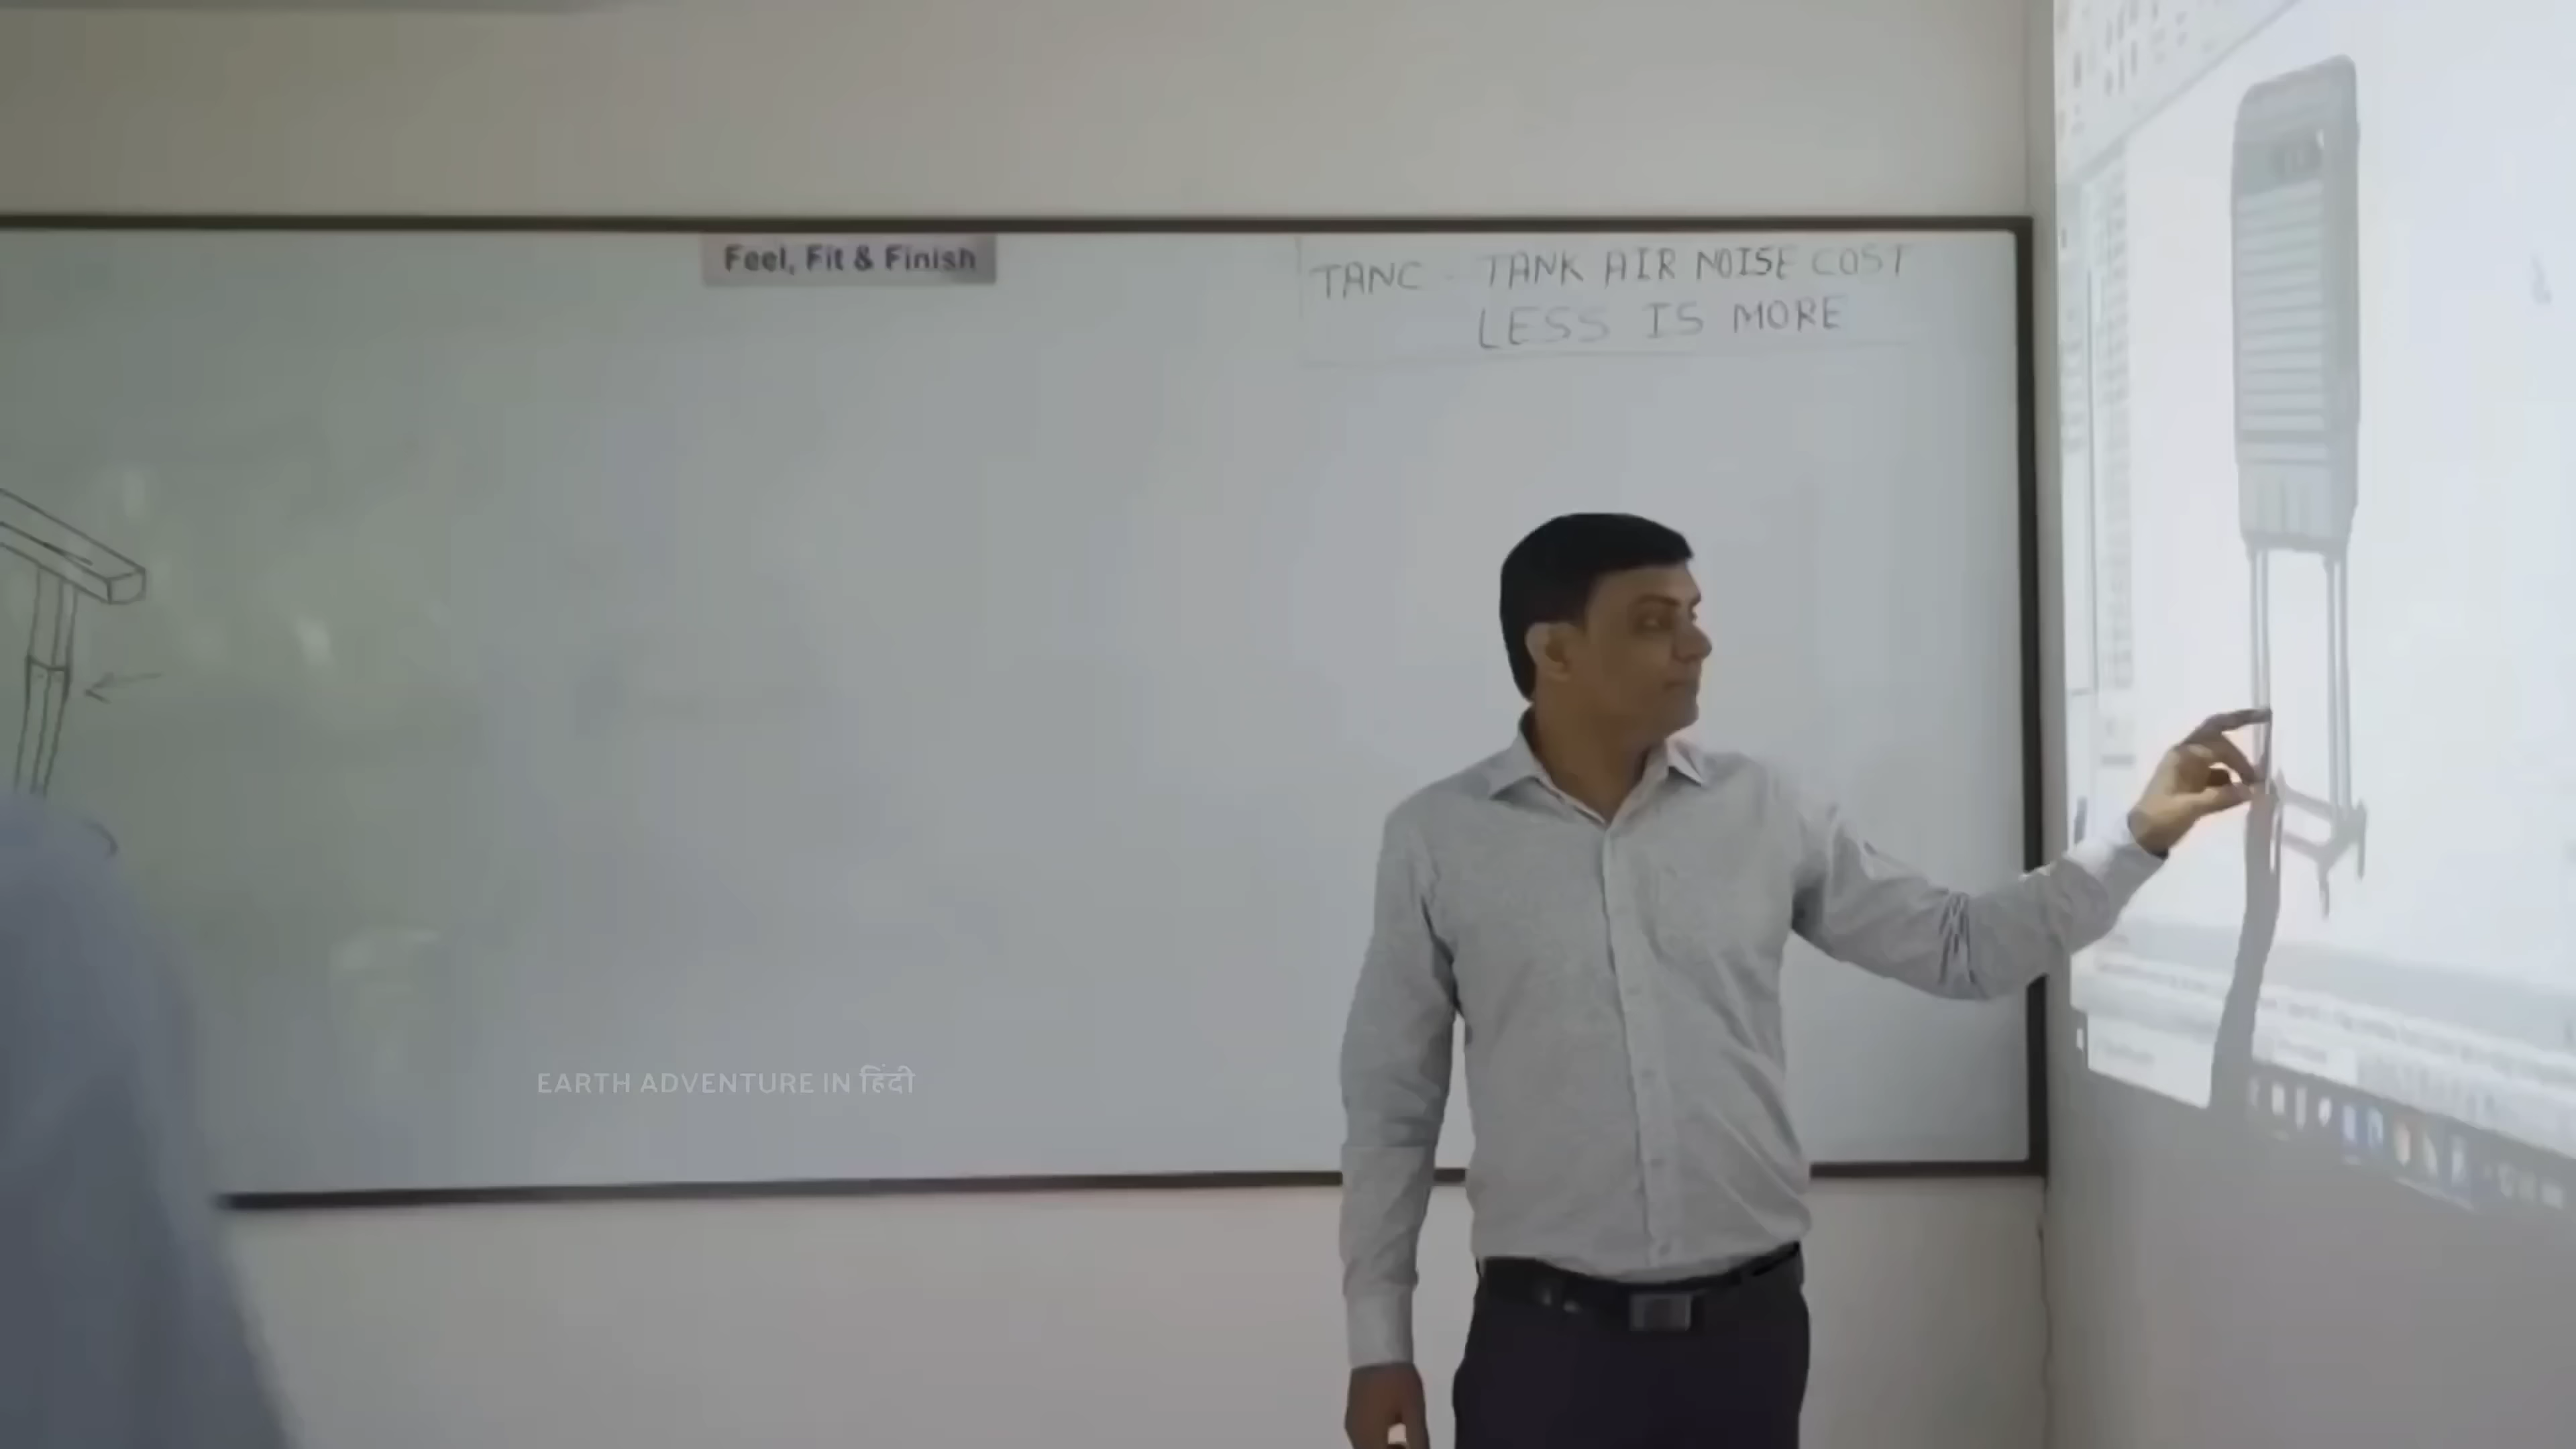 Feel, Fit & Finish
TANC - TANK AIR NOISE COST
LESS IS MORE
EARTH ADVENTURE IN हिंदी